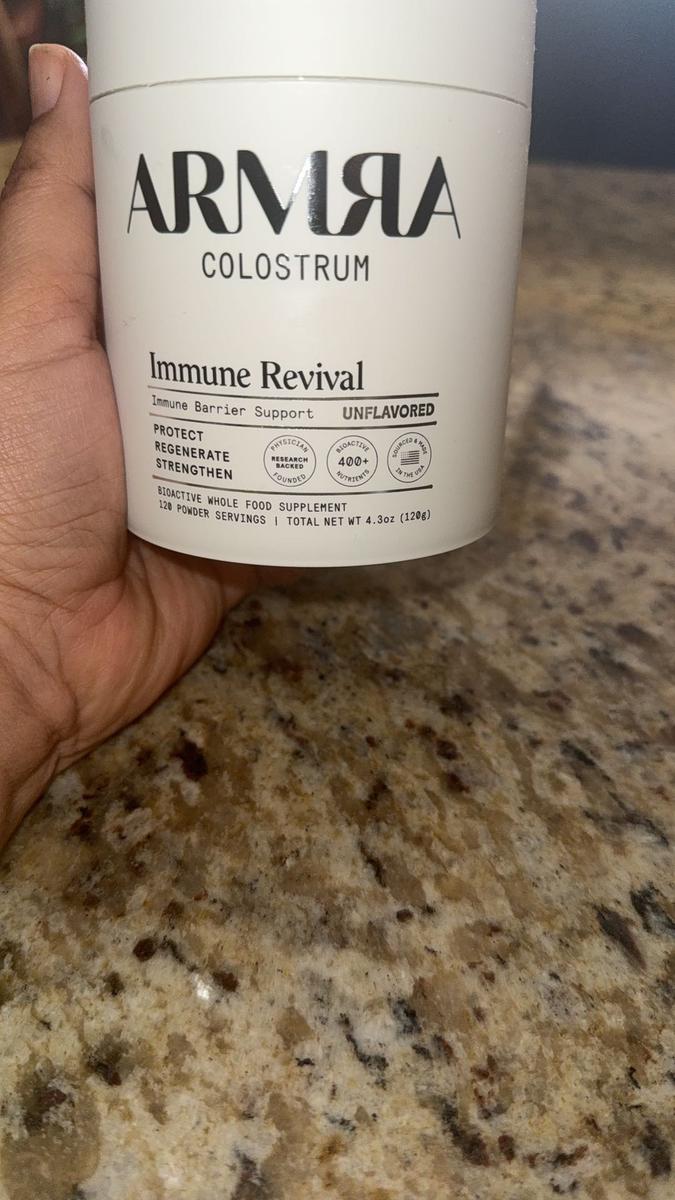 ARMRA
COLOSTRUM
Immune Revival
Immune Barrier Support UNFLAVORED
PROTECT
REGENERATE
STRENGTHEN
PHYSICIAN
RESEARCH
BACKED
FOUNDED
BIOACTIVE
400+
NUTRIENTS
SOURCED & MADE
IN THE USA
BIOACTIVE WHOLE FOOD SUPPLEMENT
120 POWDER SERVINGS | TOTAL NET WT 4.3oz (120g)